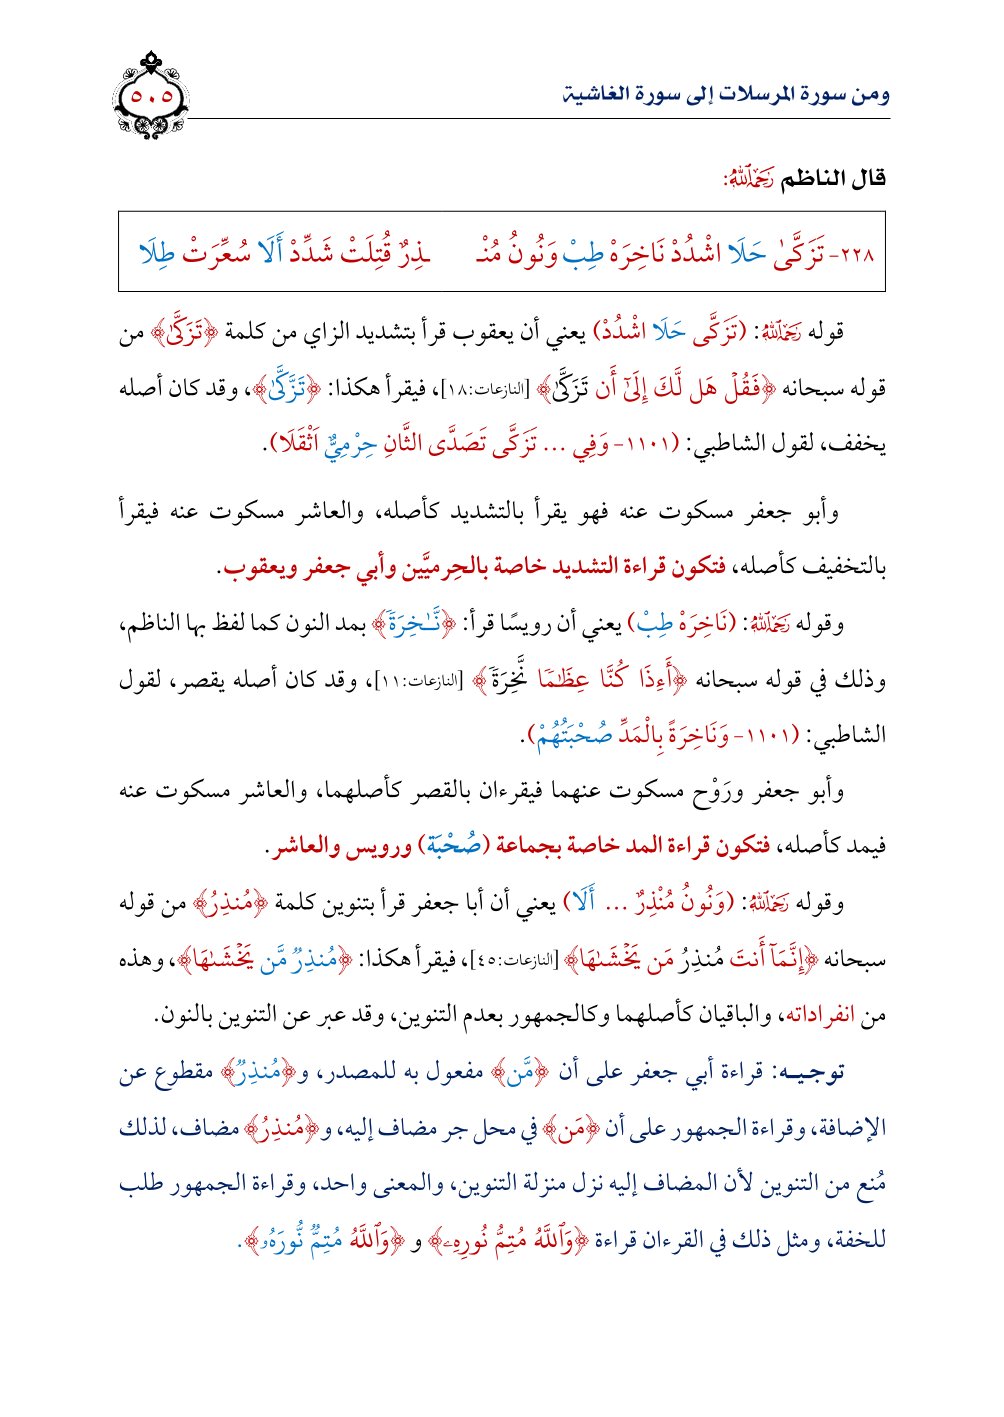 ومن سورة المرسلات إلى سورة الغاشية
٥٠٥
قال الناظم رَحِمَهُ ٱللَّهُ:
٢٢٨- تَزَكَّىٰ حَلَا اشْدُدْ نَاخِرَهْ طِبْ وَنُونُ مُنْـ ـذِرٌ قُتِلَتْ شَدِّدْ أَلَا سُعِّرَتْ طِلَا
قوله رَحِمَهُ ٱللَّهُ: (تَزَكَّى حَلَا اشْدُدْ) يعني أن يعقوب قرأ بتشديد الزاي من كلمة ﴿تَزَكَّىٰ﴾ من
قوله سبحانه ﴿فَقُلْ هَل لَّكَ إِلَىٰٓ أَن تَزَكَّىٰ﴾ [النازعات:١٨]، فيقرأ هكذا: ﴿تَزَّكَّىٰ﴾، وقد كان أصله
يخفف، لقول الشاطبي: (١١٠١- وَفِي ... تَزَكَّى تَصَدَّى الثَّانِ حِرْمِيٌّ اَثْقَلَا).
وأبو جعفر مسكوت عنه فهو يقرأ بالتشديد كأصله، والعاشر مسكوت عنه فيقرأ
بالتخفيف كأصله، فتكون قراءة التشديد خاصة بالحِرميَّين وأبي جعفر ويعقوب.
وقوله رَحِمَهُ ٱللَّهُ: (نَاخِرَهْ طِبْ) يعني أن رويسًا قرأ: ﴿نَّـٰخِرَةً﴾ بمد النون كما لفظ بها الناظم،
وذلك في قوله سبحانه ﴿أَءِذَا كُنَّا عِظَـٰمًا نَّخِرَةً﴾ [النازعات:١١]، وقد كان أصله يقصر، لقول
الشاطبي: (١١٠١- وَنَاخِرَةً بِالْمَدِّ صُحْبَتُهُمْ).
وأبو جعفر ورَوْح مسكوت عنهما فيقرءان بالقصر كأصلهما، والعاشر مسكوت عنه
فيمد كأصله، فتكون قراءة المد خاصة بجماعة (صُحْبَة) ورويس والعاشر.
وقوله رَحِمَهُ ٱللَّهُ: (وَنُونُ مُنْذِرٌ ... أَلَا) يعني أن أبا جعفر قرأ بتنوين كلمة ﴿مُنذِرُ﴾ من قوله
سبحانه ﴿إِنَّمَآ أَنتَ مُنذِرُ مَن يَخْشَىٰهَا﴾ [النازعات:٤٥]، فيقرأ هكذا: ﴿مُنذِرٌ مَّن يَخْشَىٰهَا﴾، وهذه
من انفراداته، والباقيان كأصلهما وكالجمهور بعدم التنوين، وقد عبر عن التنوين بالنون.
توجـيـه: قراءة أبي جعفر على أن ﴿مَّن﴾ مفعول به للمصدر، و﴿مُنذِرٌ﴾ مقطوع عن
الإضافة، وقراءة الجمهور على أن ﴿مَن﴾ في محل جر مضاف إليه، و﴿مُنذِرُ﴾ مضاف، لذلك
مُنع من التنوين لأن المضاف إليه نزل منزلة التنوين، والمعنى واحد، وقراءة الجمهور طلب
للخفة، ومثل ذلك في القرءان قراءة ﴿وَٱللَّهُ مُتِمُّ نُورِهِۦ﴾ و ﴿وَٱللَّهُ مُتِمٌّ نُّورَهُۥ﴾.